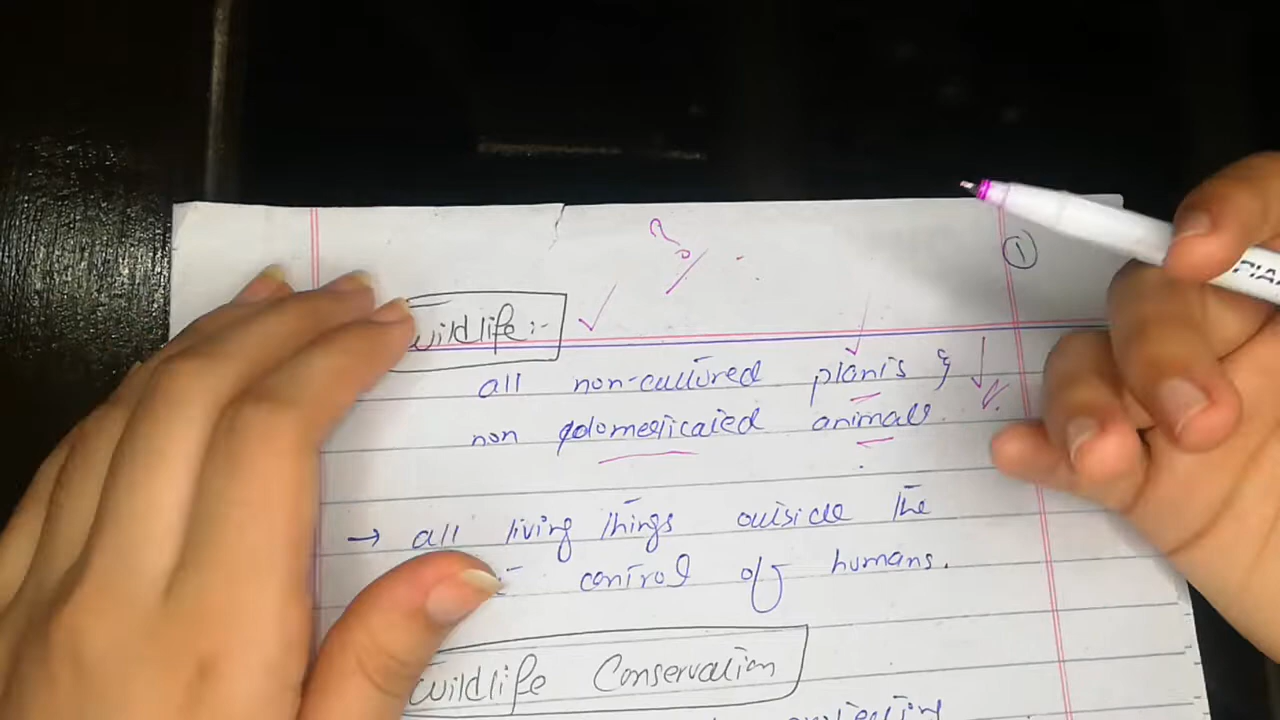 ①
wildlife :-
all non-cultured plants &
non domesticated animals.
→ all living things outside the
control of humans.
Wildlife Conservation